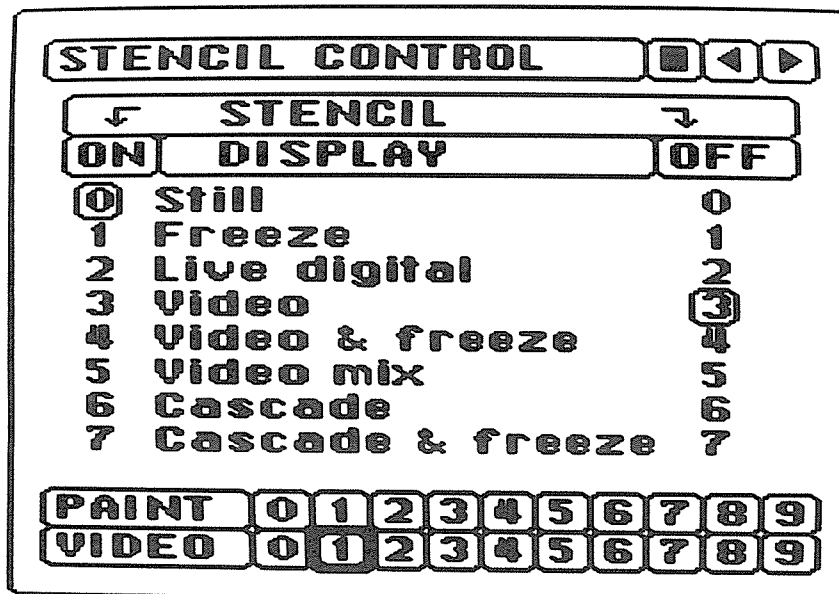 STENCIL CONTROL
STENCIL
ON DISPLAY OFF
0 Still 0
1 Freeze 1
2 Live digital 2
3 Video 3
4 Video & freeze 4
5 Video mix 5
6 Cascade 6
7 Cascade & freeze 7
PAINT 0 1 2 3 4 5 6 7 8 9
VIDEO 0 1 2 3 4 5 6 7 8 9